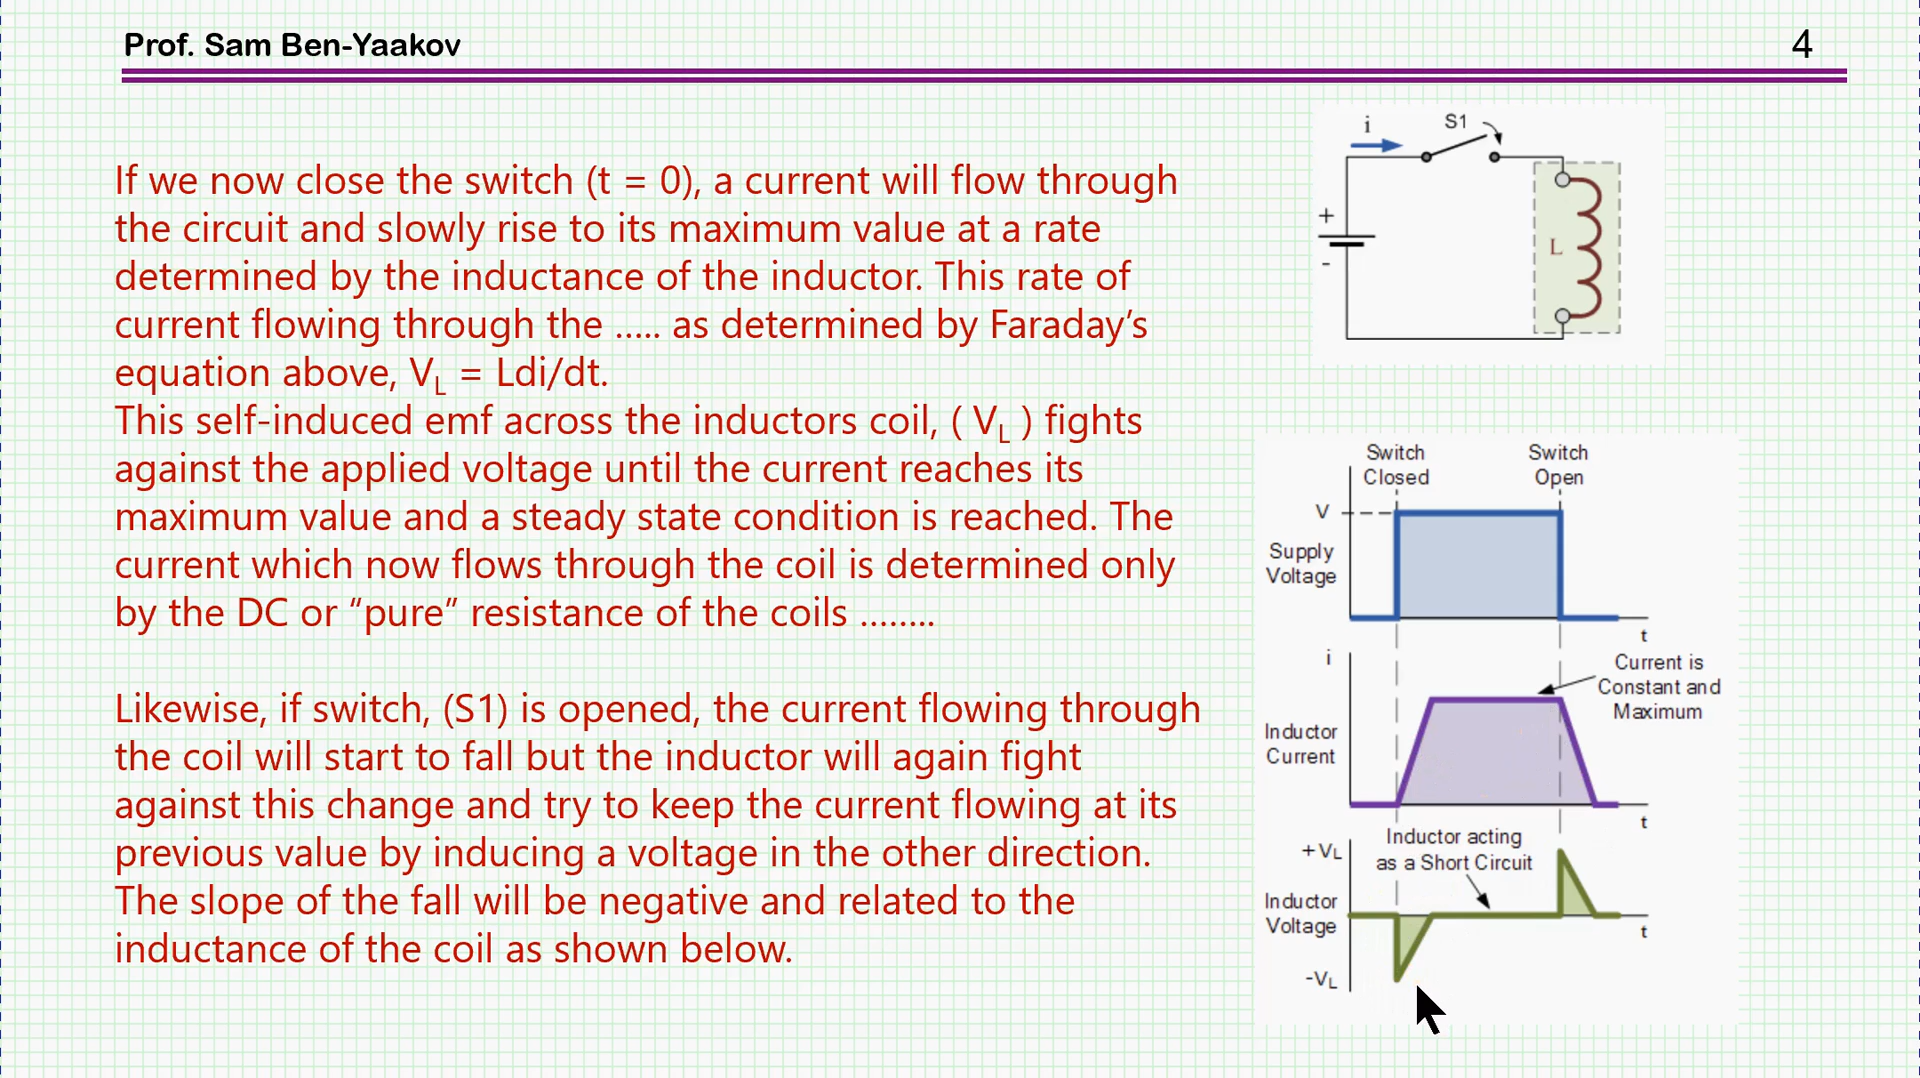 Prof. Sam Ben-Yaakov
4
If we now close the switch (t = 0), a current will flow through
the circuit and slowly rise to its maximum value at a rate
determined by the inductance of the inductor. This rate of
current flowing through the ..... as determined by Faraday's
equation above, VL = Ldi/dt.
This self-induced emf across the inductors coil, ( VL ) fights
against the applied voltage until the current reaches its
maximum value and a steady state condition is reached. The
current which now flows through the coil is determined only
by the DC or “pure” resistance of the coils ........
Likewise, if switch, (S1) is opened, the current flowing through
the coil will start to fall but the inductor will again fight
against this change and try to keep the current flowing at its
previous value by inducing a voltage in the other direction.
The slope of the fall will be negative and related to the
inductance of the coil as shown below.
i
S1
+
-
L
Switch
Closed
Switch
Open
V
Supply
Voltage
t
i
Current is
Constant and
Maximum
Inductor
Current
t
+VL
Inductor acting
as a Short Circuit
Inductor
Voltage
t
-VL